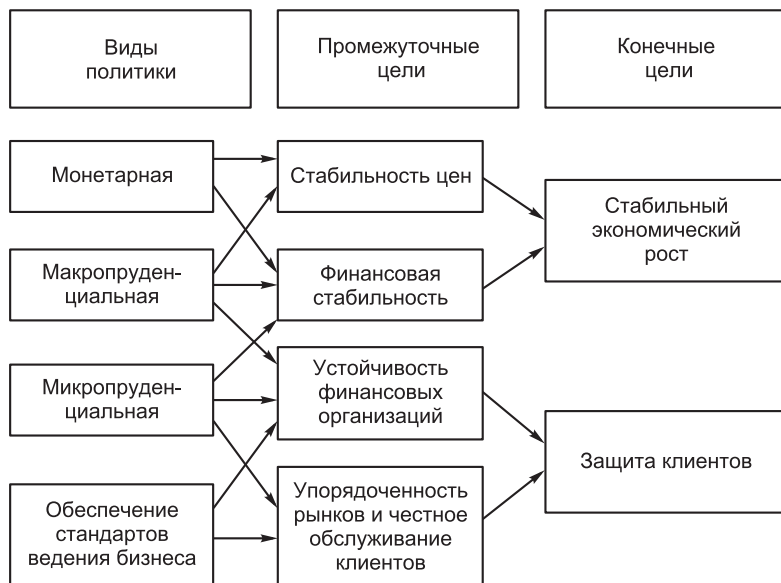 Виды
политики
Промежуточные
цели
Конечные
цели
Монетарная
Макропруден-
циальная
Микропруден-
циальная
Обеспечение
стандартов
ведения бизнеса
Стабильность цен
Финансовая
стабильность
Устойчивость
финансовых
организаций
Упорядоченность
рынков и честное
обслуживание
клиентов
Стабильный
экономический
рост
Защита клиентов